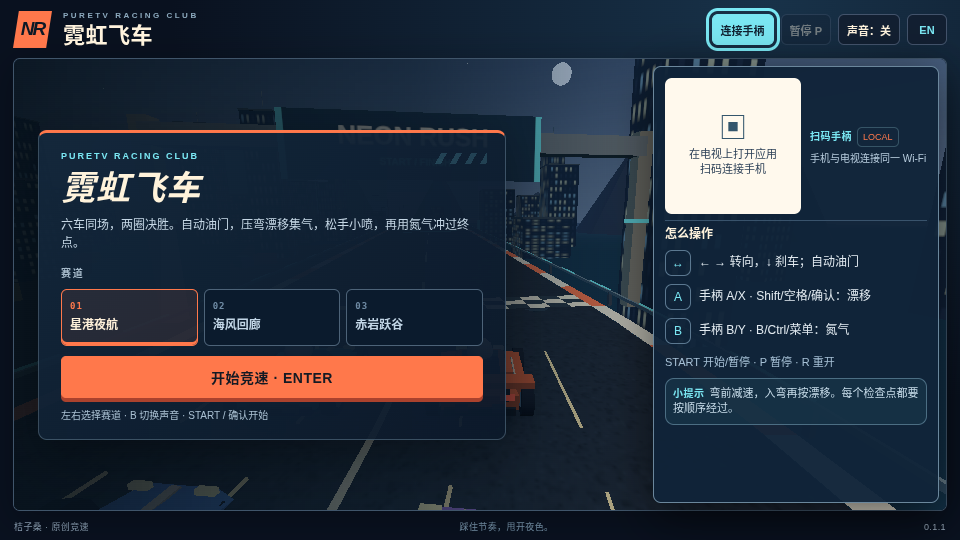 NR
PURETV RACING CLUB
霓虹飞车
连接手柄
暂停 P
声音：关
EN
NEON RUSH
PURETV RACING CLUB
霓虹飞车
六车同场，两圈决胜。自动油门，压弯漂移集气，松手小喷，再用氮气冲过终
点。
赛道
01
星港夜航
02
海风回廊
03
赤岩跃谷
开始竞速 · ENTER
左右选择赛道 · B 切换声音 · START / 确认开始
在电视上打开应用
扫码连接手机
扫码手柄 LOCAL
手机与电视连接同一 Wi-Fi
怎么操作
↔ ← → 转向，↓ 刹车；自动油门
A 手柄 A/X · Shift/空格/确认：漂移
B 手柄 B/Y · B/Ctrl/菜单：氮气
START 开始/暂停 · P 暂停 · R 重开
小提示 弯前减速，入弯再按漂移。每个检查点都要
按顺序经过。
桔子桑 · 原创竞速
踩住节奏，甩开夜色。
0.1.1